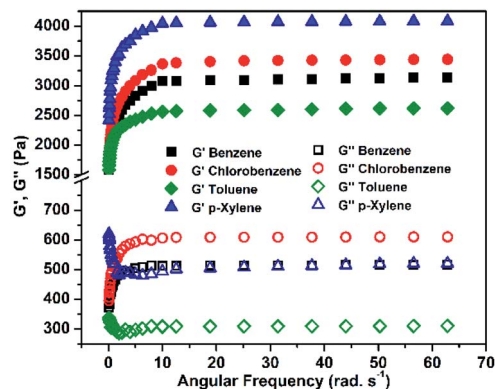 4000
3500
3000
2500
2000
1500
700
600
500
400
300
G', G'' (Pa)
G' Benzene
G' Chlorobenzene
G' Toluene
G' p-Xylene
G'' Benzene
G'' Chlorobenzene
G'' Toluene
G'' p-Xylene
0 10 20 30 40 50 60 70
Angular Frequency (rad. s⁻¹)